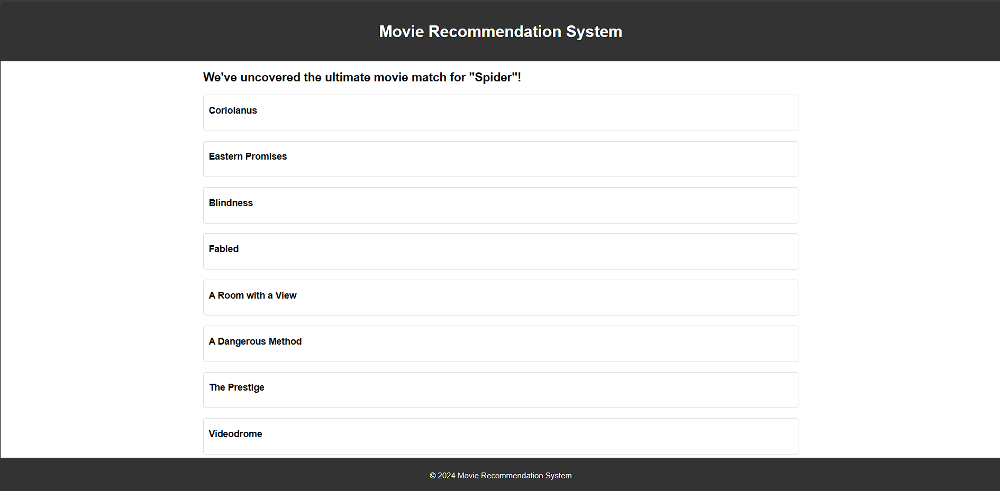 Movie Recommendation System
We've uncovered the ultimate movie match for "Spider"!
Coriolanus
Eastern Promises
Blindness
Fabled
A Room with a View
A Dangerous Method
The Prestige
Videodrome
© 2024 Movie Recommendation System